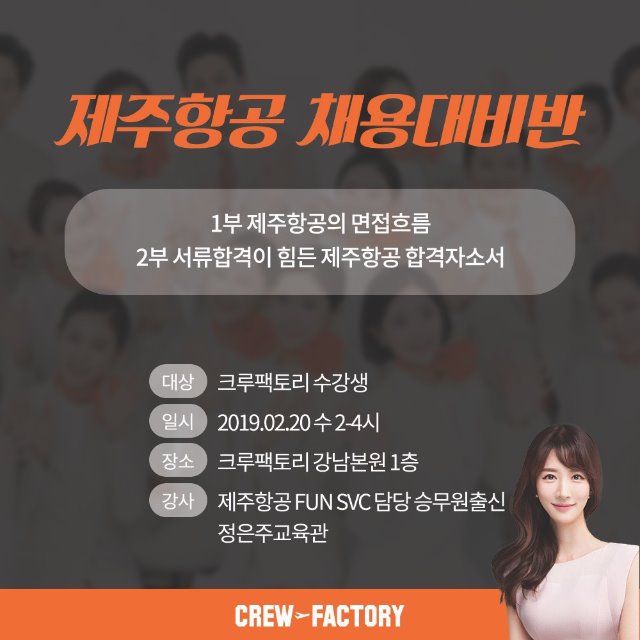 제주항공 채용대비반
1부 제주항공의 면접흐름
2부 서류합격이 힘든 제주항공 합격자소서
대상 크루팩토리 수강생
일시 2019.02.20 수 2-4시
장소 크루팩토리 강남본원 1층
강사 제주항공 FUN SVC 담당 승무원출신
정은주교육관
CREW FACTORY